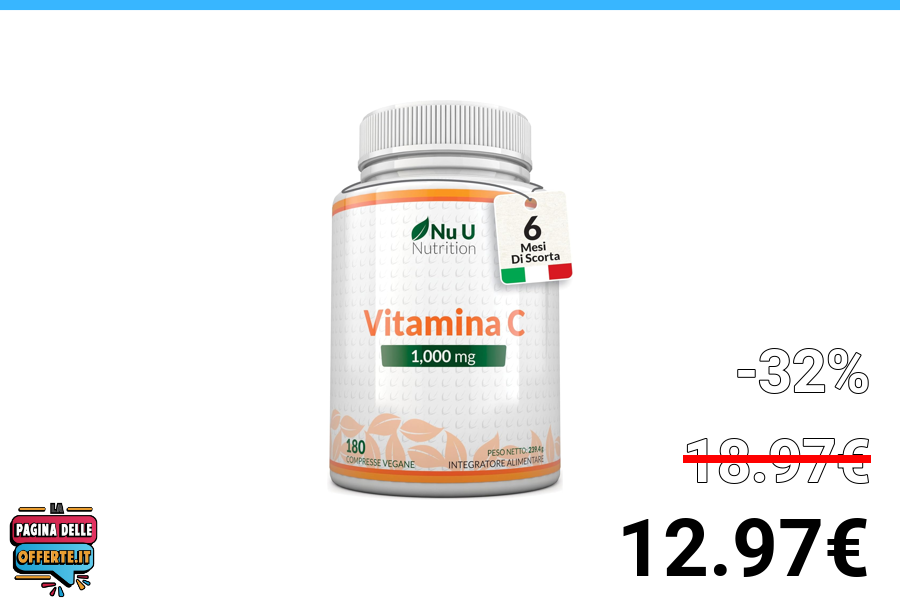 Nu U
Nutrition
6
Mesi
Di Scorta
Vitamina C
1,000 mg
180
COMPRESSE VEGANE
PESO NETTO: 239.4g
INTEGRATORE ALIMENTARE
-32%
18.97€
12.97€
LA
PAGINA DELLE
OFFERTE.IT